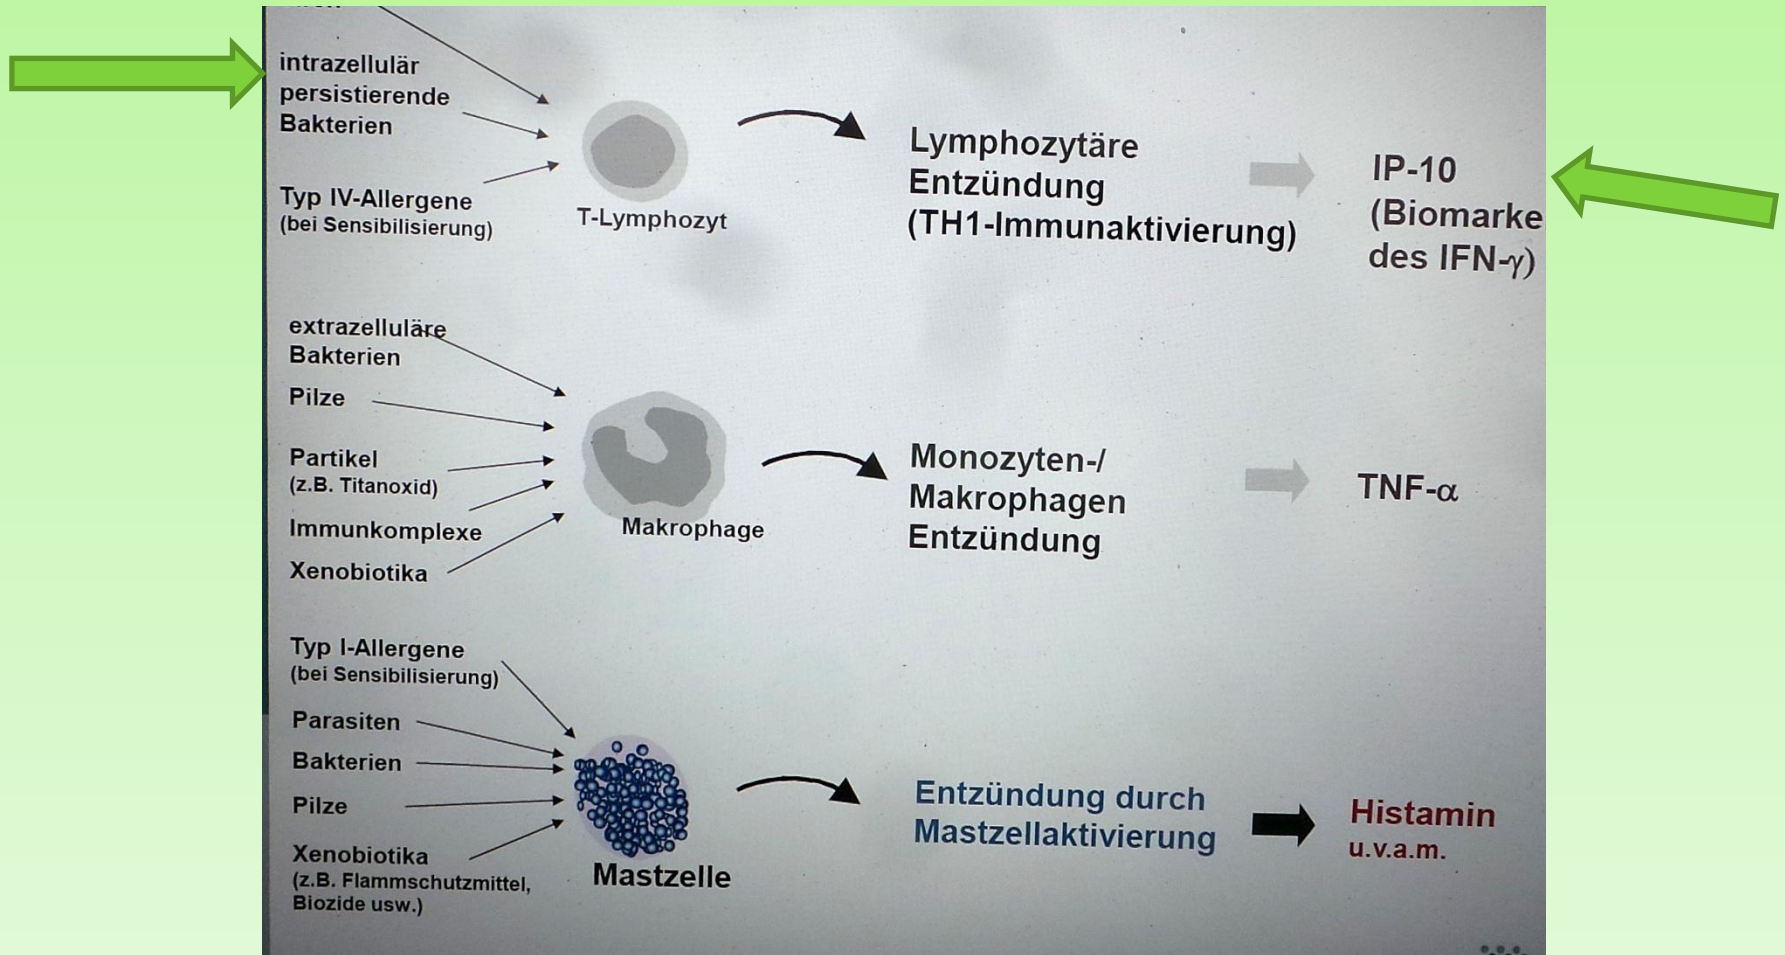 intrazellulär
persistierende
Bakterien
Typ IV-Allergene
(bei Sensibilisierung)
T-Lymphozyt
Lymphozytäre
Entzündung
(TH1-Immunaktivierung)
IP-10
(Biomarke
des IFN-γ)
extrazelluläre
Bakterien
Pilze
Partikel
(z.B. Titanoxid)
Immunkomplexe
Xenobiotika
Makrophage
Monozyten-/
Makrophagen
Entzündung
TNF-α
Typ I-Allergene
(bei Sensibilisierung)
Parasiten
Bakterien
Pilze
Xenobiotika
(z.B. Flammschutzmittel,
Biozide usw.)
Mastzelle
Entzündung durch
Mastzellaktivierung
Histamin
u.v.a.m.